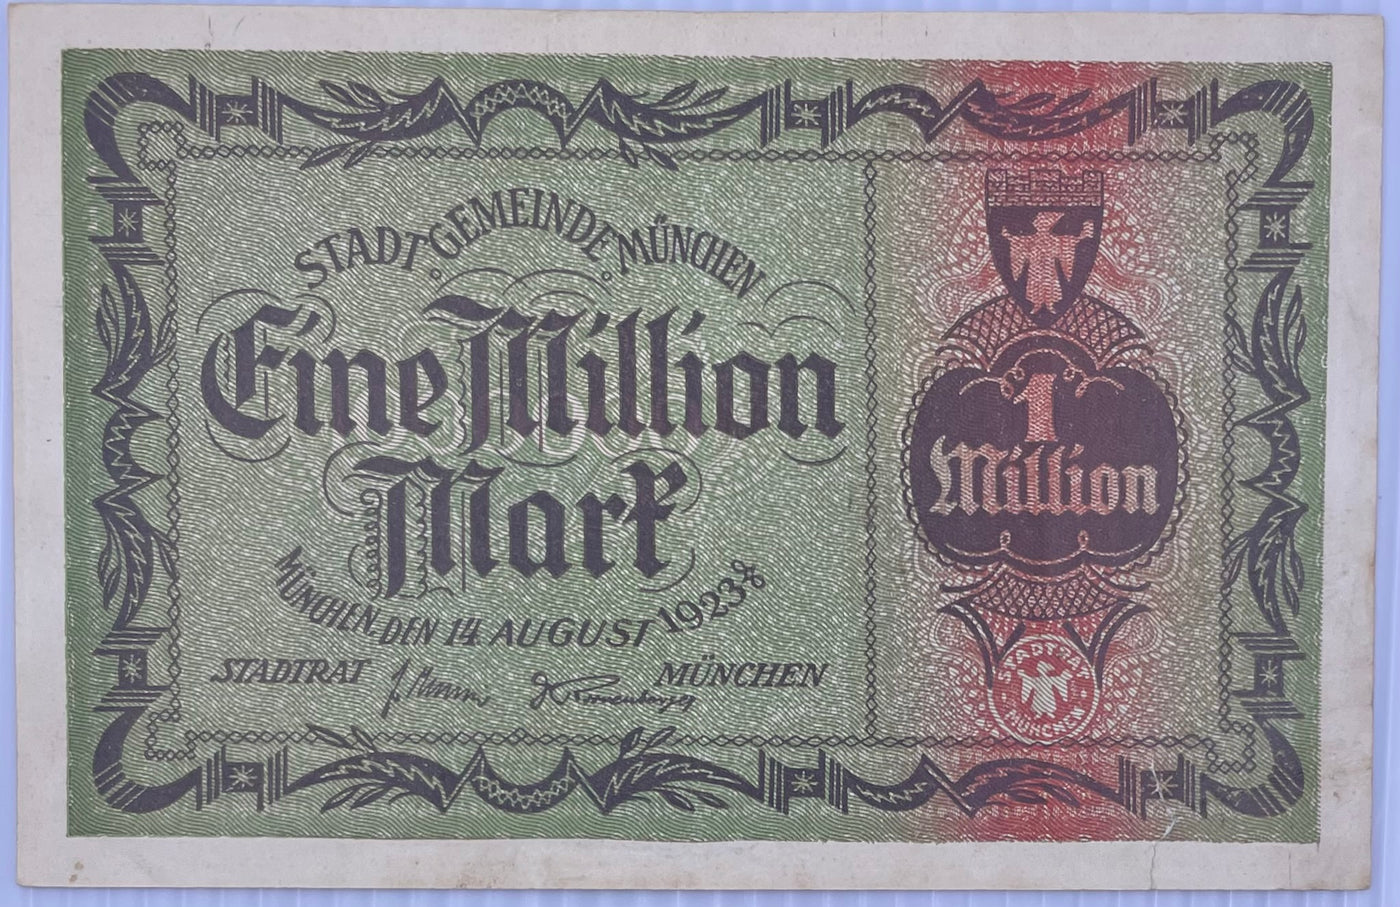 STADTGEMEINDE MÜNCHEN
Eine Million
Mark
MÜNCHEN, DEN 14. AUGUST 1923
STADTRAT MÜNCHEN
1
Million
STADTRAT
MÜNCHEN